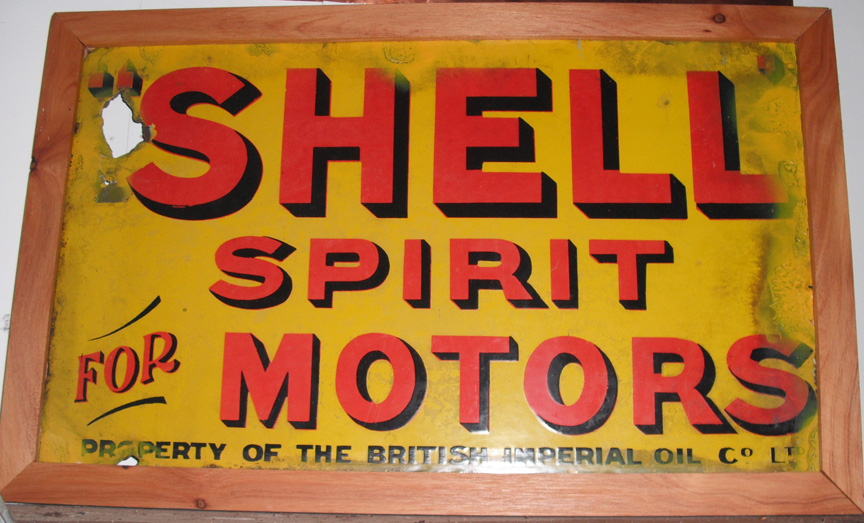 "SHELL"
SPIRIT
FOR MOTORS
PROPERTY OF THE BRITISH IMPERIAL OIL Co LTD